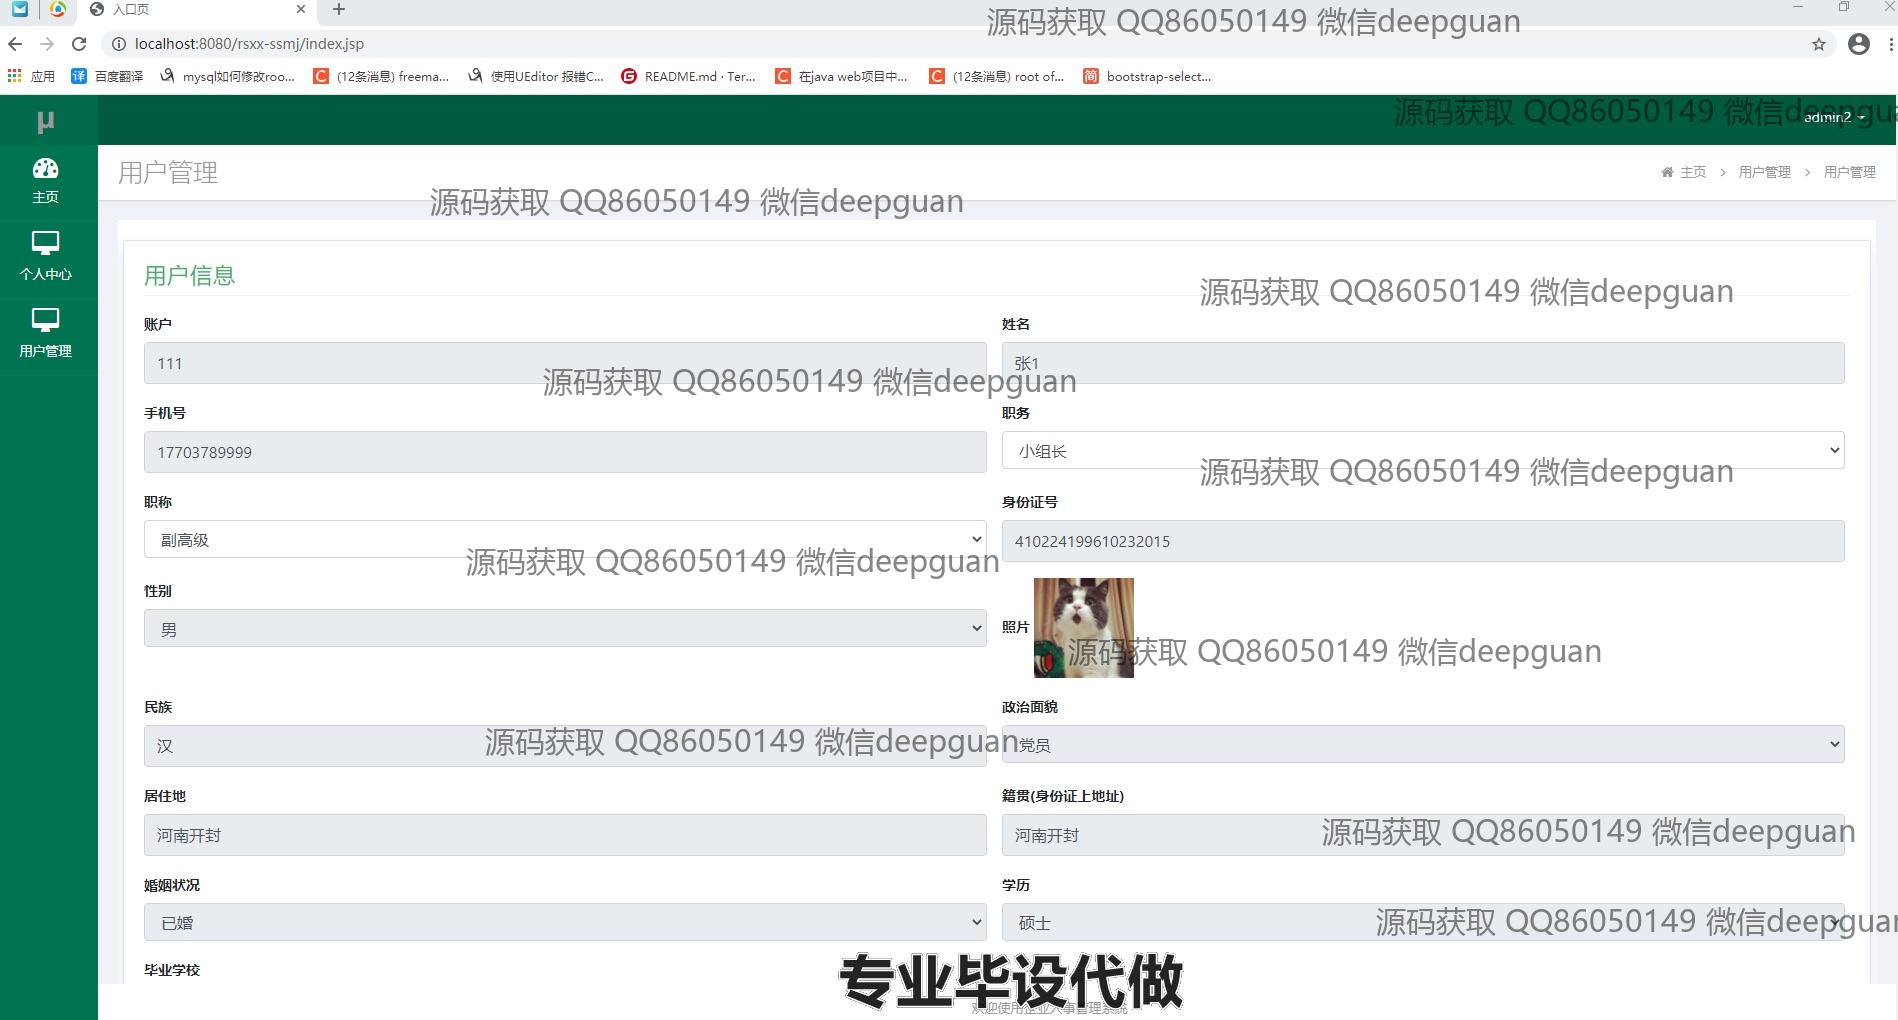 入口页
源码获取 QQ86050149 微信deepguan
localhost:8080/rsxx-ssmj/index.jsp
应用
译 百度翻译
mysql如何修改roo...
C (12条消息) freema...
使用UEditor 报错C...
G README.md · Ter...
C 在java web项目中...
C (12条消息) root of...
简 bootstrap-select...
μ
源码获取 QQ86050149 微信deepgua
admin2
主页
个人中心
用户管理
用户管理
主页 > 用户管理 > 用户管理
源码获取 QQ86050149 微信deepguan
用户信息
源码获取 QQ86050149 微信deepguan
账户
姓名
111
张1
源码获取 QQ86050149 微信deepguan
手机号
职务
17703789999
小组长
源码获取 QQ86050149 微信deepguan
职称
身份证号
副高级
410224199610232015
源码获取 QQ86050149 微信deepguan
性别
照片
男
源码获取 QQ86050149 微信deepguan
民族
政治面貌
汉
党员
源码获取 QQ86050149 微信deepguan
居住地
籍贯(身份证上地址)
河南开封
河南开封
源码获取 QQ86050149 微信deepguan
婚姻状况
学历
已婚
硕士
源码获取 QQ86050149 微信deepguan
毕业学校
专业毕设代做
欢迎使用企业人事管理系统